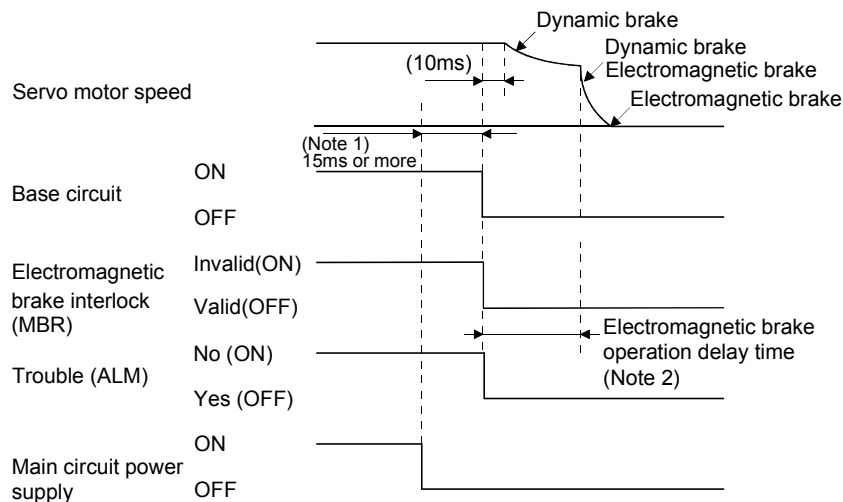 Dynamic brake
Dynamic brake
Electromagnetic brake
Electromagnetic brake
(10ms)
Servo motor speed
(Note 1)
15ms or more
ON
Base circuit
OFF
Invalid(ON)
Electromagnetic
brake interlock
(MBR)
Valid(OFF)
Electromagnetic brake
operation delay time
(Note 2)
No (ON)
Trouble (ALM)
Yes (OFF)
ON
Main circuit power
supply
OFF